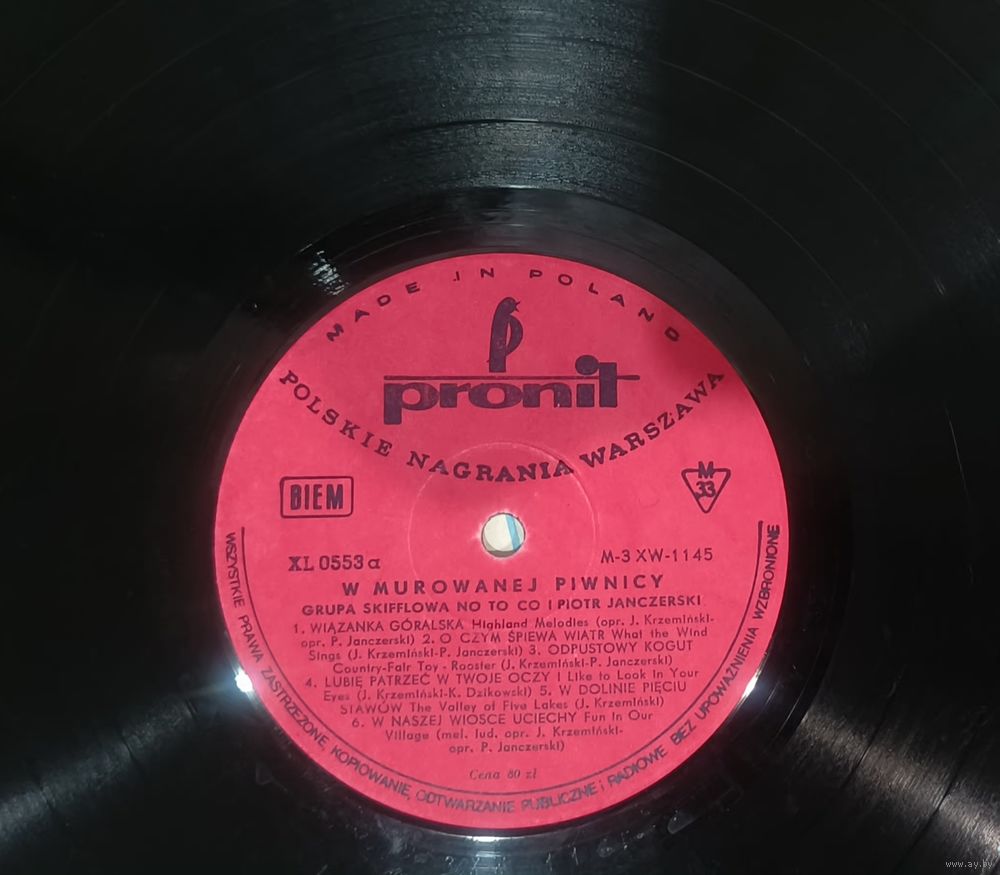 MADE IN POLAND
pronit
POLSKIE NAGRANIA WARSZAWA
BIEM
M
33
XL 0553 a
M-3 XW-1145
W MUROWANEJ PIWNICY
GRUPA SKIFFLOWA NO TO CO I PIOTR JANCZERSKI
1. WIĄZANKA GÓRALSKA Highland Melodies (opr. J. Krzemiński-
opr. P. Janczerski) 2. O CZYM ŚPIEWA WIATR What the Wind
Sings (J. Krzemiński-P. Janczerski) 3. ODPUSTOWY KOGUT
Country-Fair Toy - Rooster (J. Krzemiński-P. Janczerski)
4. LUBIĘ PATRZEĆ W TWOJE OCZY I Like to Look in Your
Eyes (J. Krzemiński-K. Dzikowski) 5. W DOLINIE PIĘCIU
STAWÓW The Valley of Five Lakes (J. Krzemiński)
6. W NASZEJ WIOSCE UCIECHY Fun in Our
Village (mel. lud. opr. J. Krzemiński-
opr. P. Janczerski)
Cena 80 zł
WSZYSTKIE PRAWA ZASTRZEŻONE, KOPIOWANIE, ODTWARZANIE PUBLICZNE i RADIOWE BEZ UPOWAŻNIENIA WZBRONIONE
www.ay.by